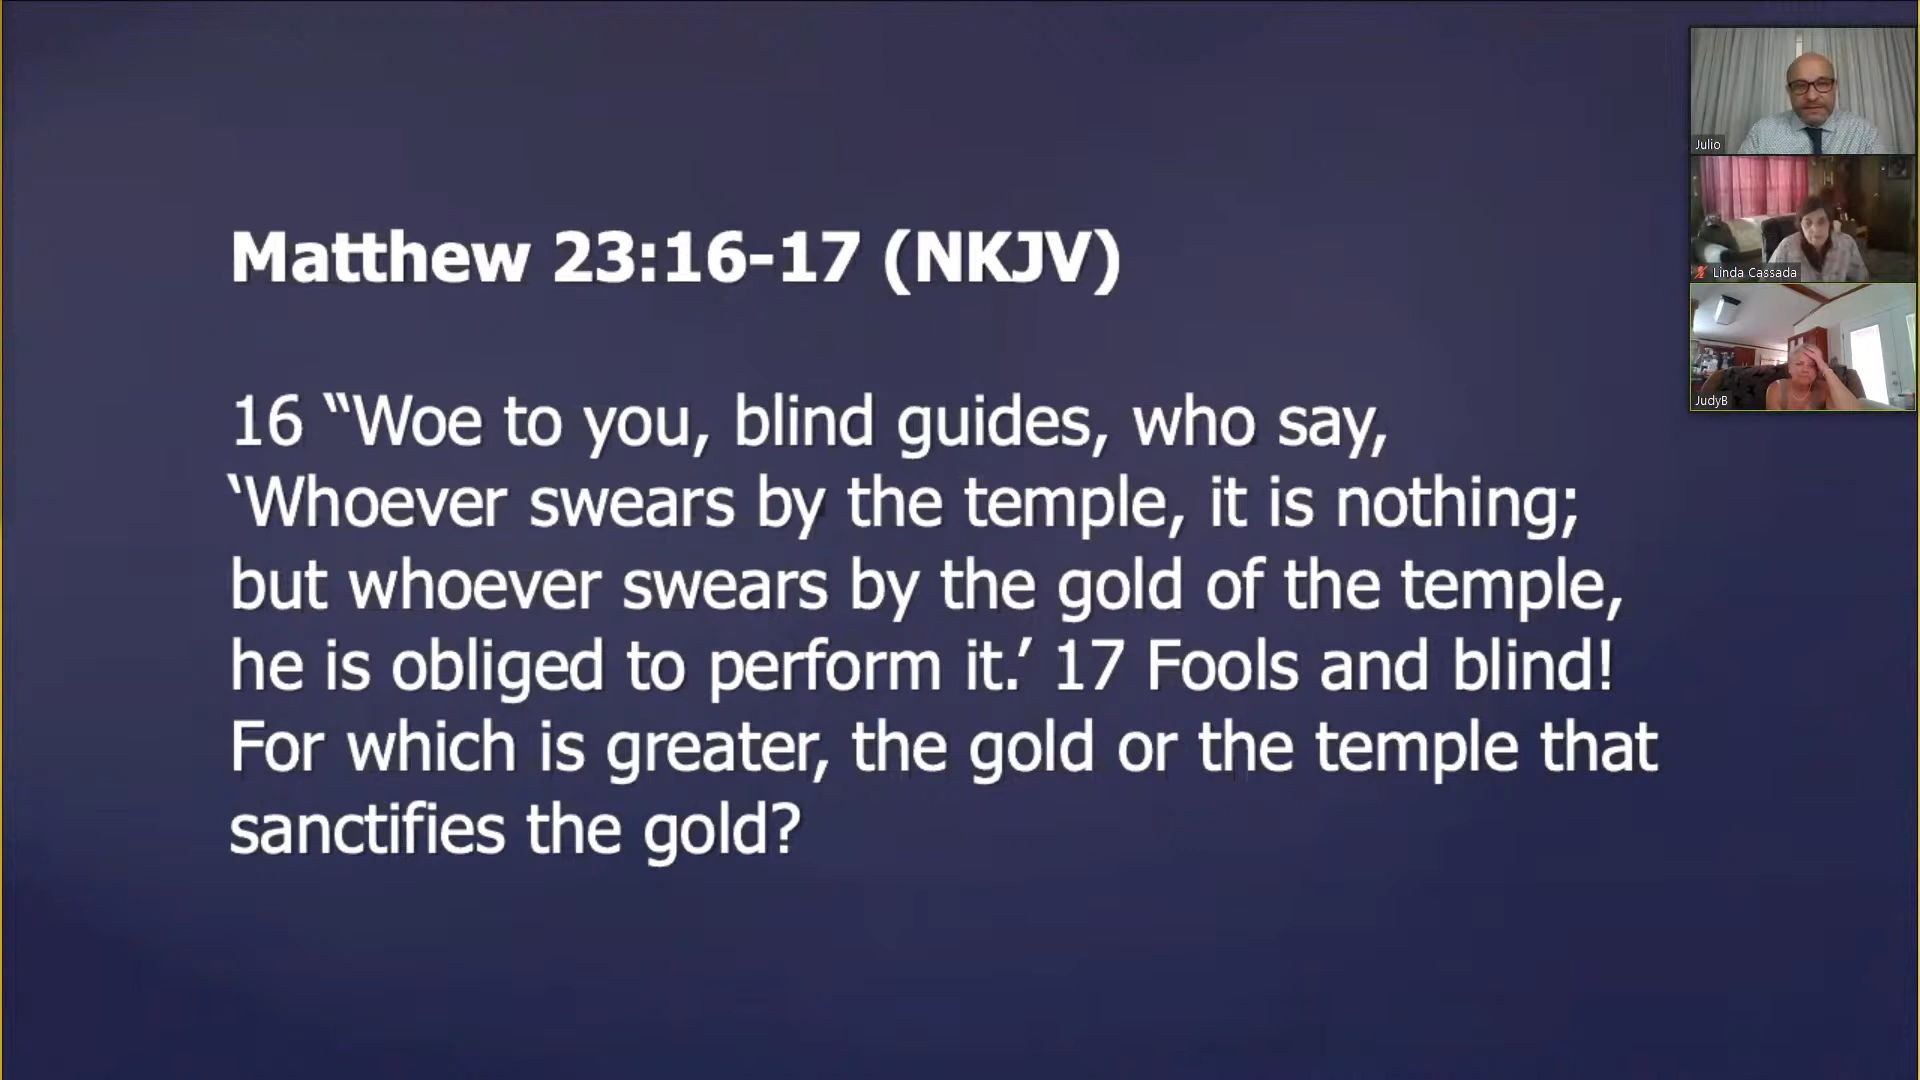 Matthew 23:16-17 (NKJV)
16 “Woe to you, blind guides, who say,
‘Whoever swears by the temple, it is nothing;
but whoever swears by the gold of the temple,
he is obliged to perform it.’ 17 Fools and blind!
For which is greater, the gold or the temple that
sanctifies the gold?
Julio
Linda Cassada
JudyB